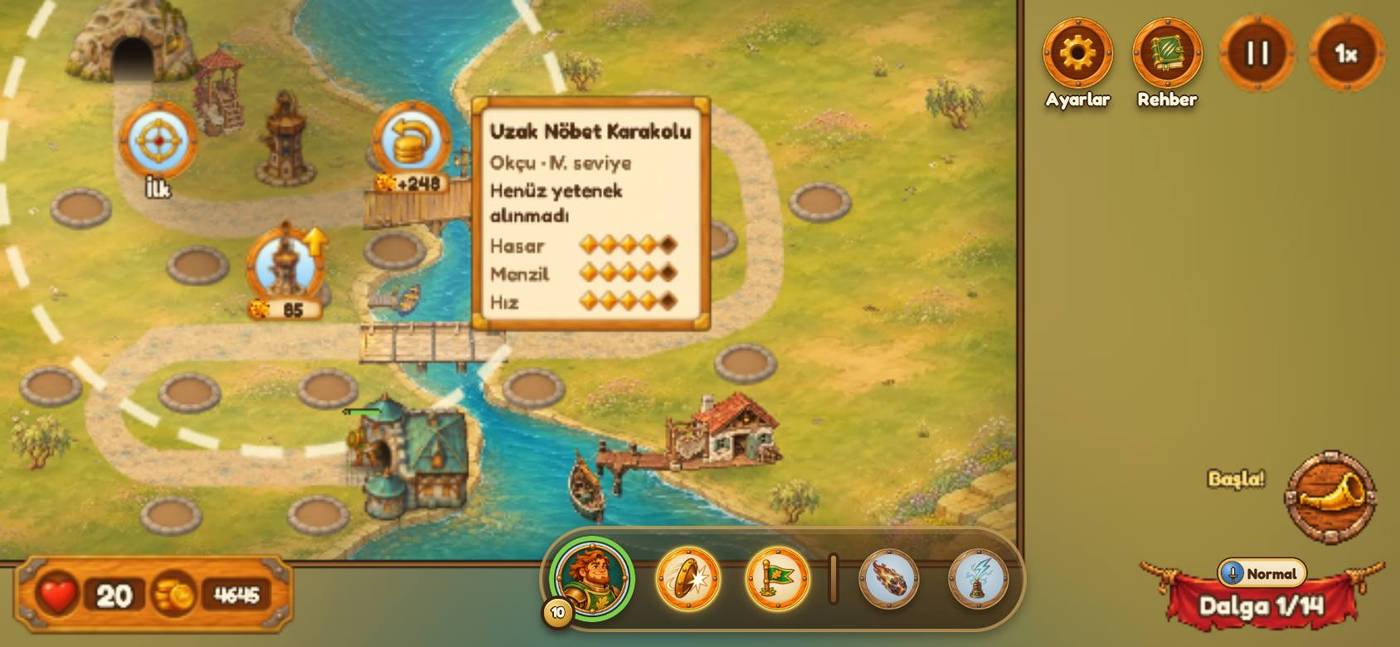 Ayarlar
Rehber
1x
İlk
+248
85
Uzak Nöbet Karakolu
Okçu · IV. seviye
Henüz yetenek
alınmadı
Hasar
Menzil
Hız
Başla!
20
4645
10
Normal
Dalga 1/14